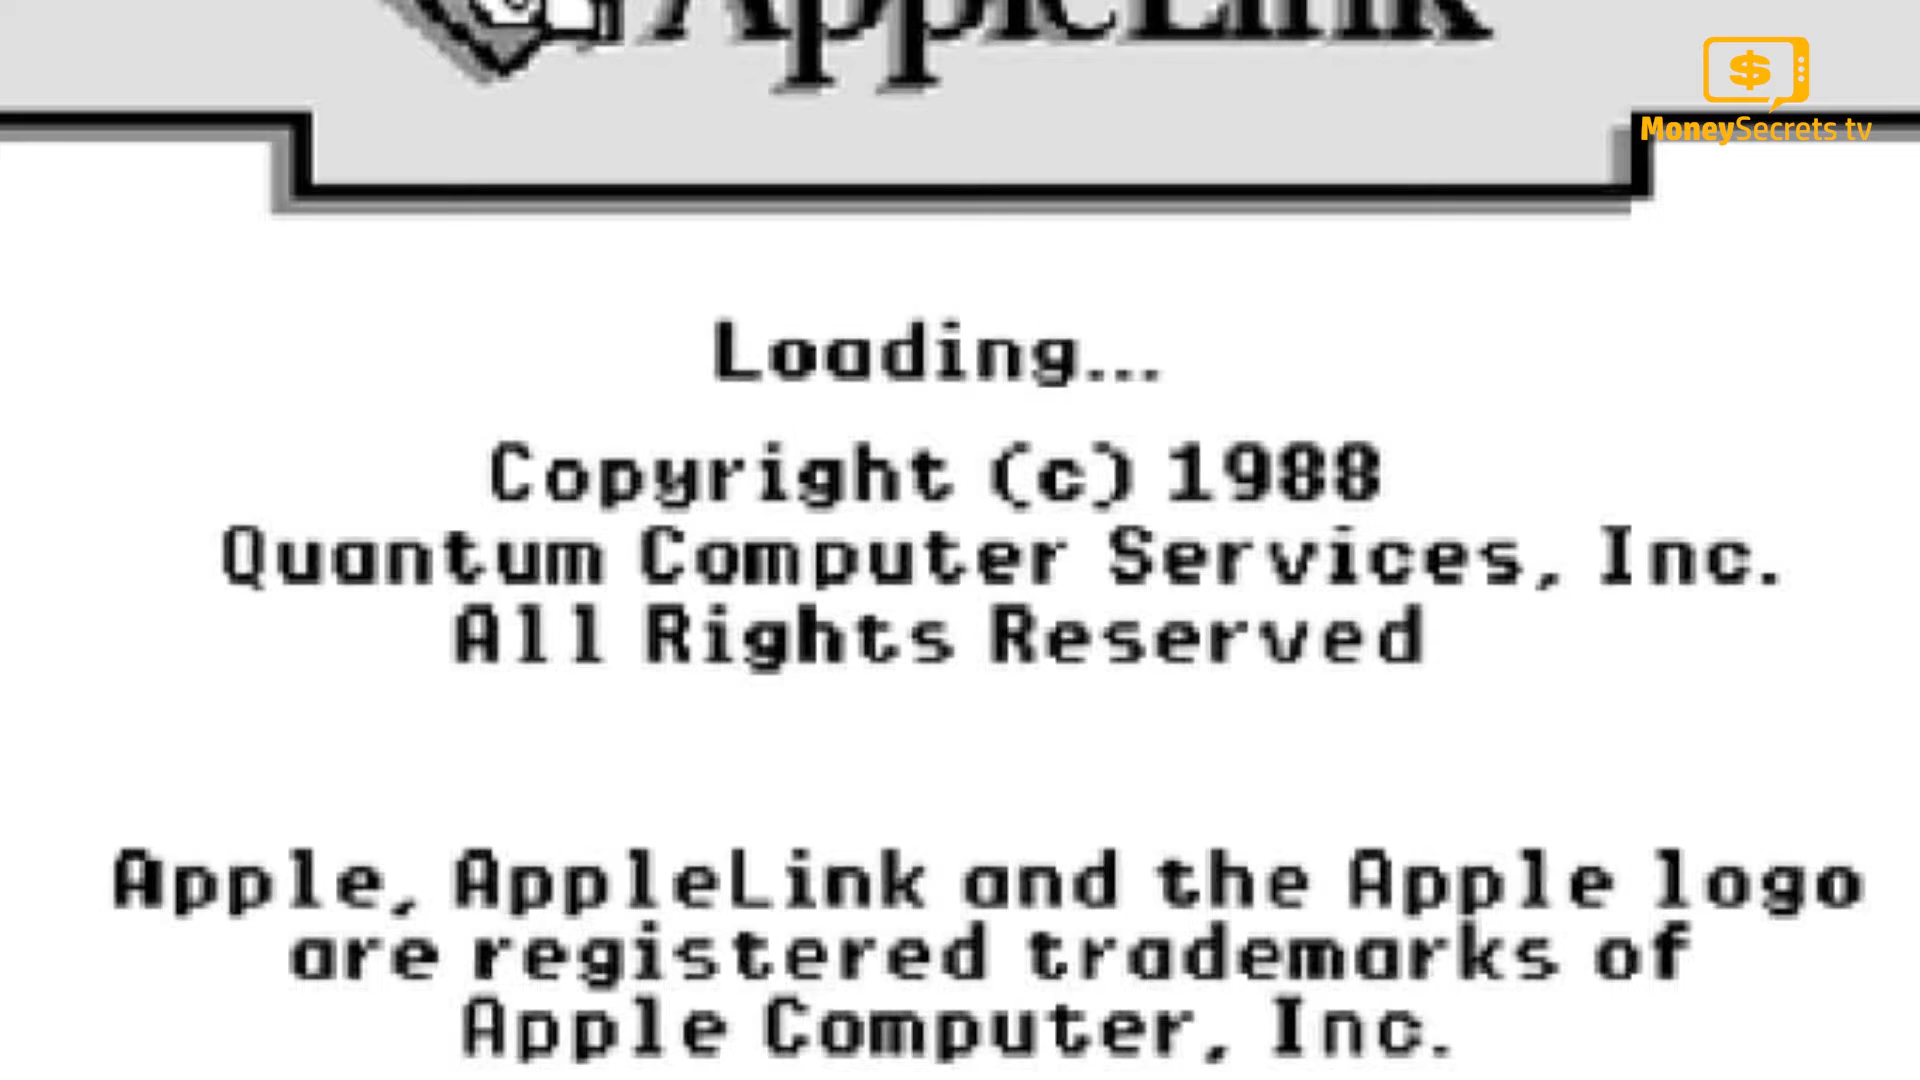 AppleLink
MoneySecrets tv
Loading...
Copyright (c) 1988
Quantum Computer Services, Inc.
All Rights Reserved
Apple, AppleLink and the Apple logo
are registered trademarks of
Apple Computer, Inc.